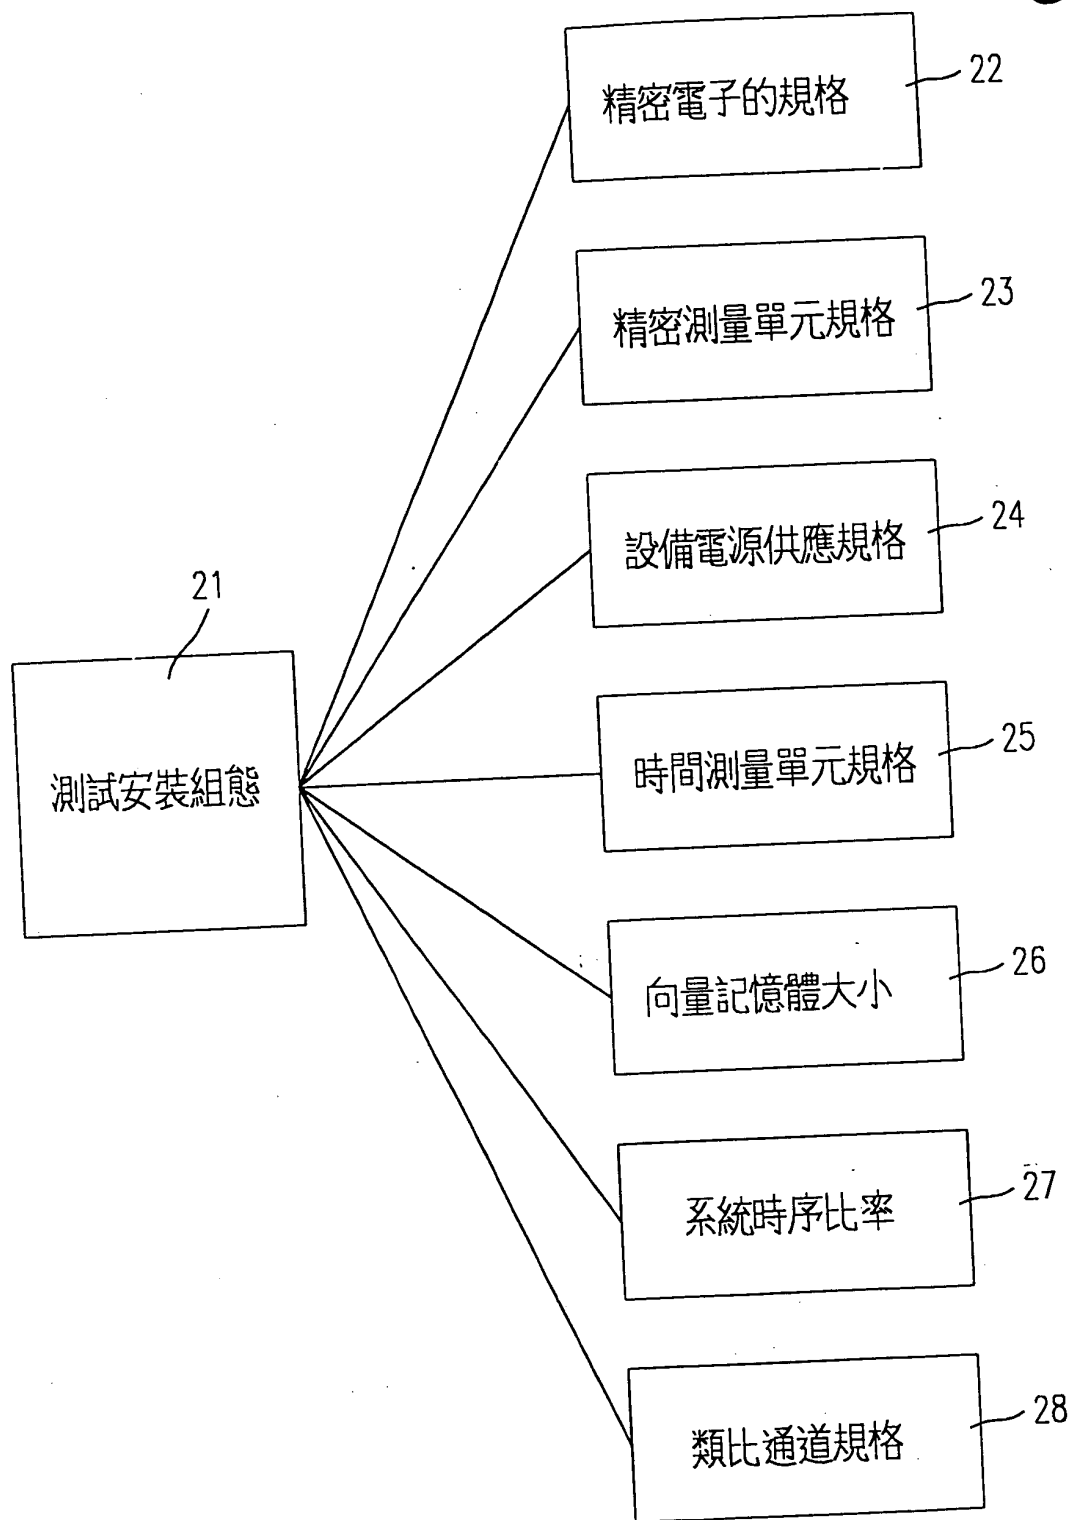 精密電子的規格
22
精密測量單元規格
23
設備電源供應規格
24
21
測試安裝組態
時間測量單元規格
25
向量記憶體大小
26
系統時序比率
27
類比通道規格
28